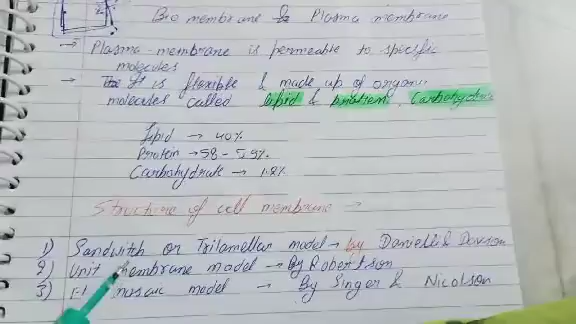 Bio membrane & Plasma membrane
→ Plasma membrane is permeable to specific
molecules
→ It is flexible & made up of organic
molecules called lipid & protein, Carbohydrate
Lipid → 40%
Protein → 58 - 59%
Carbohydrate → 1.2%
Structure of cell membrane →
1) Sandwitch or Trilamellar model → by Danielli & Davson
2) Unit membrane model → By Robertson
3) mosaic model → By Singer & Nicolson